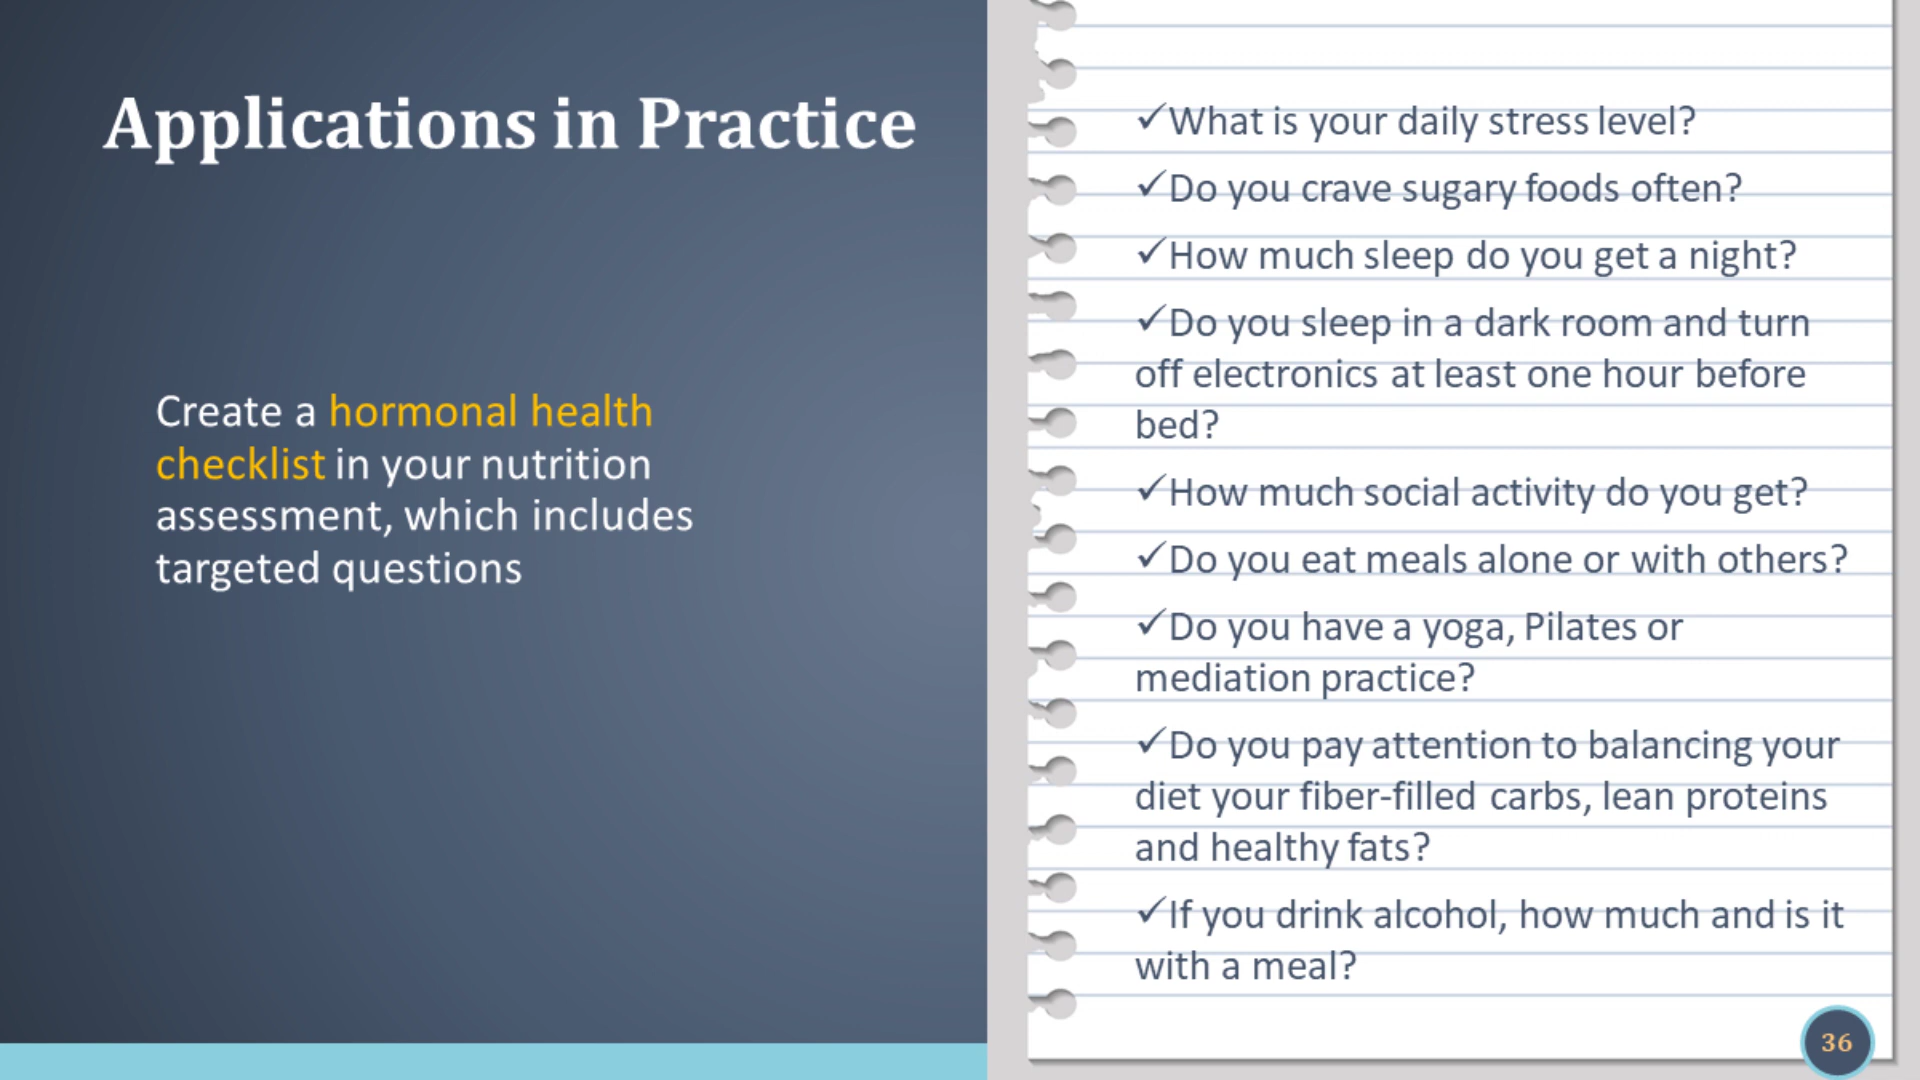 Applications in Practice
Create a hormonal health
checklist in your nutrition
assessment, which includes
targeted questions
✓What is your daily stress level?
✓Do you crave sugary foods often?
✓How much sleep do you get a night?
✓Do you sleep in a dark room and turn
off electronics at least one hour before
bed?
✓How much social activity do you get?
✓Do you eat meals alone or with others?
✓Do you have a yoga, Pilates or
mediation practice?
✓Do you pay attention to balancing your
diet your fiber-filled carbs, lean proteins
and healthy fats?
✓If you drink alcohol, how much and is it
with a meal?
36